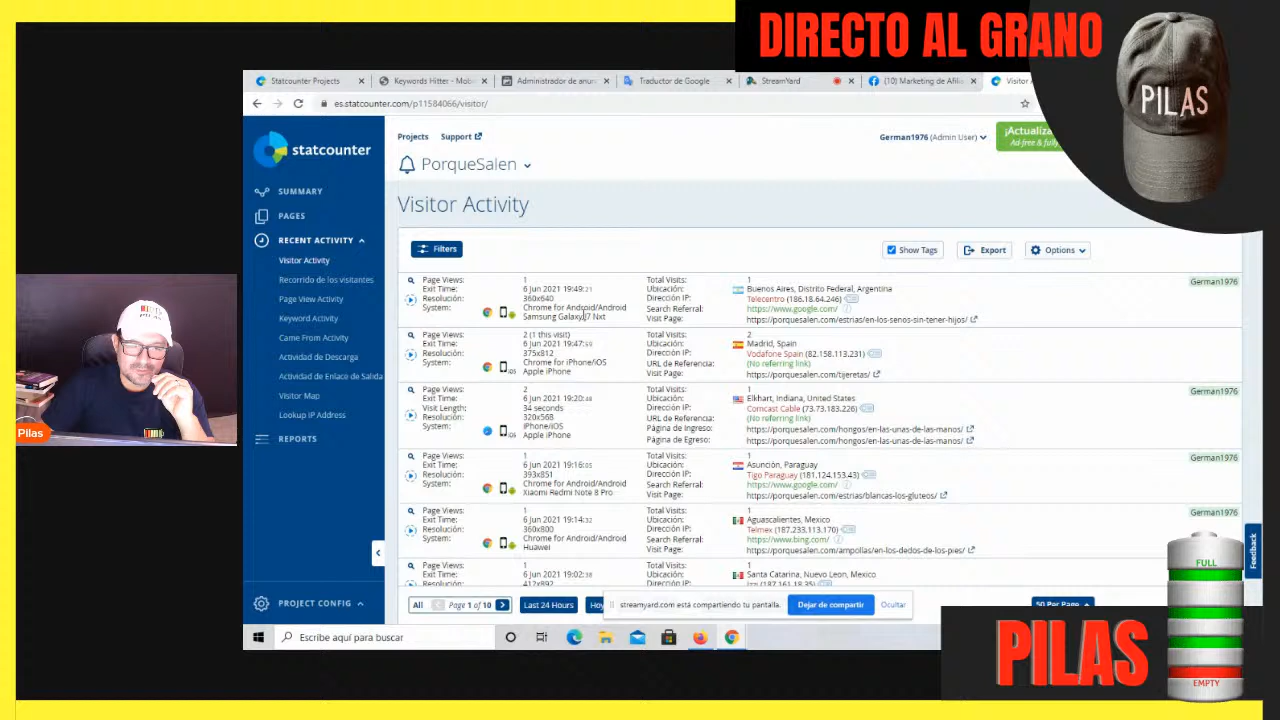 DIRECTO AL GRANO
PILAS
Statcounter Projects
Keywords Hitter - Mob
Administrador de anun
Traductor de Google
StreamYard
(10) Marketing de Afilia
Visitor A
es.statcounter.com/p11584066/visitor/
statcounter
Projects
Support
German1976 (Admin User)
¡Actualiza
Ad-free & fully
PorqueSalen
SUMMARY
PAGES
RECENT ACTIVITY
Visitor Activity
Recorrido de los visitantes
Page View Activity
Keyword Activity
Came From Activity
Actividad de Descarga
Actividad de Enlace de Salida
Visitor Map
Lookup IP Address
REPORTS
PROJECT CONFIG
Visitor Activity
Filters
Show Tags
Export
Options
Page Views: 1 Total Visits: 1 German1976
Exit Time: 6 Jun 2021 19:49:21 Ubicación: Buenos Aires, Distrito Federal, Argentina
Resolución: 360x640 Dirección IP: Telecentro (186.18.64.246)
System: Chrome for Android/Android Search Referral: https://www.google.com/
Samsung Galaxy J7 Nxt Visit Page: https://porquesalen.com/estrias/en-los-senos-sin-tener-hijos/
Page Views: 2 (1 this visit) Total Visits: 2 German1976
Exit Time: 6 Jun 2021 19:47:58 Ubicación: Madrid, Spain
Resolución: 375x812 Dirección IP: Vodafone Spain (82.158.113.231)
System: Chrome for iPhone/iOS URL de Referencia: (No referring link)
Apple iPhone Visit Page: https://porquesalen.com/tijeretas/
Page Views: 2 Total Visits: 1 German1976
Exit Time: 6 Jun 2021 19:20:48 Ubicación: Elkhart, Indiana, United States
Visit Length: 34 seconds Dirección IP: Comcast Cable (73.73.183.226)
Resolución: 320x568 URL de Referencia: (No referring link)
System: iPhone/iOS Página de Ingreso: https://porquesalen.com/hongos/en-las-unas-de-las-manos/
Apple iPhone Página de Egreso: https://porquesalen.com/hongos/en-las-unas-de-las-manos/
Page Views: 1 Total Visits: 1 German1976
Exit Time: 6 Jun 2021 19:16:05 Ubicación: Asunción, Paraguay
Resolución: 393x851 Dirección IP: Tigo Paraguay (181.124.153.43)
System: Chrome for Android/Android Search Referral: https://www.google.com/
Xiaomi Redmi Note 8 Pro Visit Page: https://porquesalen.com/estrias/blancas-los-gluteos/
Page Views: 1 Total Visits: 1 German1976
Exit Time: 6 Jun 2021 19:14:32 Ubicación: Aguascalientes, Mexico
Resolución: 360x800 Dirección IP: Telmex (187.233.113.170)
System: Chrome for Android/Android Search Referral: https://www.bing.com/
Huawei Visit Page: https://porquesalen.com/ampollas/en-los-dedos-de-los-pies/
Page Views: 1 Total Visits: 1
Exit Time: 6 Jun 2021 19:02:38 Ubicación: Santa Catarina, Nuevo Leon, Mexico
All
Page 1 of 10
Last 24 Hours
Hoy
50 Per Page
streamyard.com está compartiendo tu pantalla.
Dejar de compartir
Ocultar
Feedback
Escribe aquí para buscar
Pilas
PILAS
FULL
EMPTY